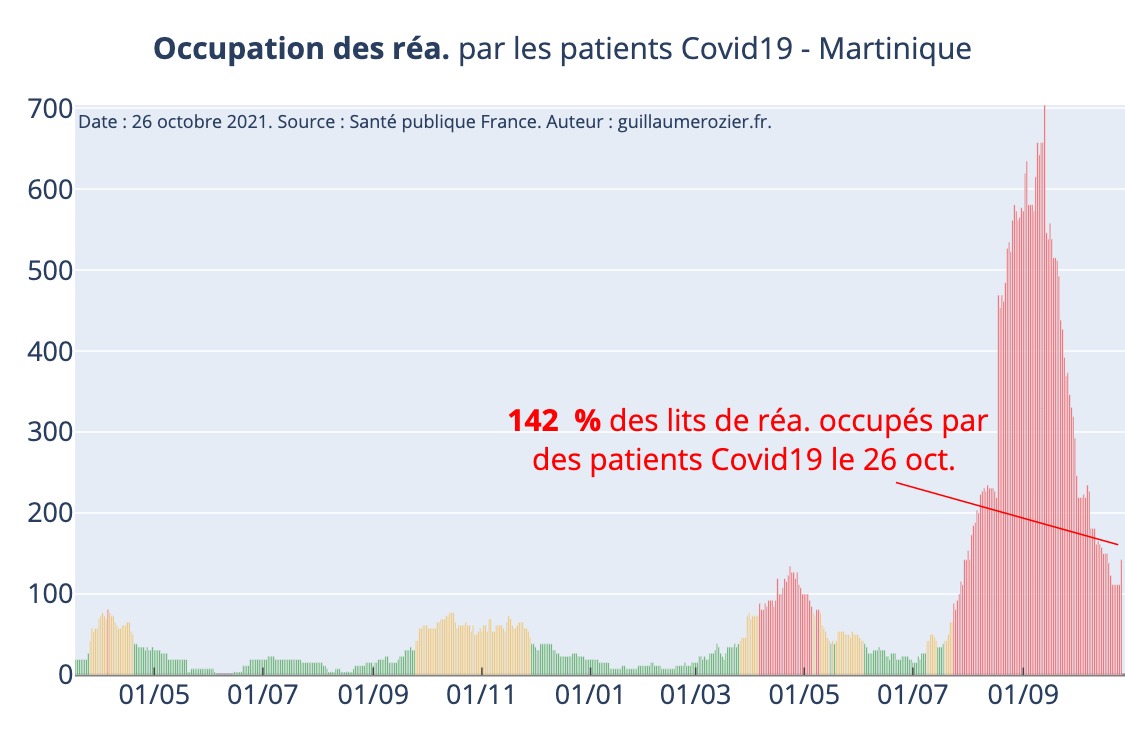 Occupation des réa. par les patients Covid19 - Martinique
700
Date : 26 octobre 2021. Source : Santé publique France. Auteur : guillaumerozier.fr.
600
500
400
142 % des lits de réa. occupés par
300
des patients Covid19 le 26 oct.
200
100
0
01/05 01/07 01/09 01/11 01/01 01/03 01/05 01/07 01/09